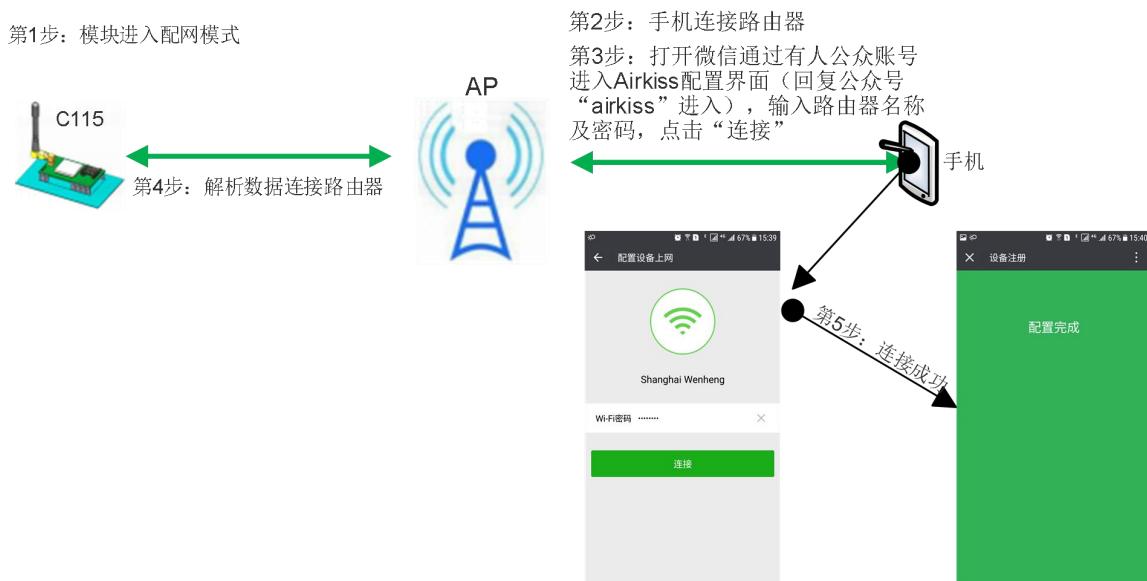 第1步：模块进入配网模式
第2步：手机连接路由器
第3步：打开微信通过有人公众账号
进入Airkiss配置界面（回复公众号
“airkiss”进入），输入路由器名称
及密码，点击“连接”
AP
C115
手机
第4步：解析数据连接路由器
67% 15:39
配置设备上网
Shanghai Wenheng
Wi-Fi密码 ········
连接
第5步：连接成功
67% 15:40
设备注册
配置完成